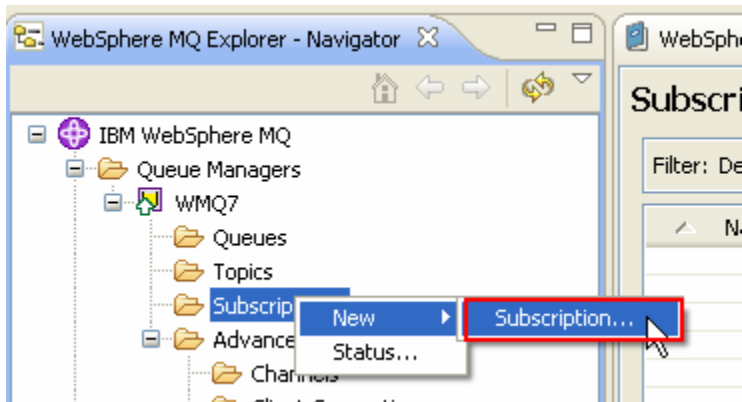 WebSphere MQ Explorer - Navigator
WebSph
Subscri
IBM WebSphere MQ
Filter: De
Queue Managers
WMQ7
N
Queues
Topics
Subscrip
New
Subscription...
Advance
Status...
Channels